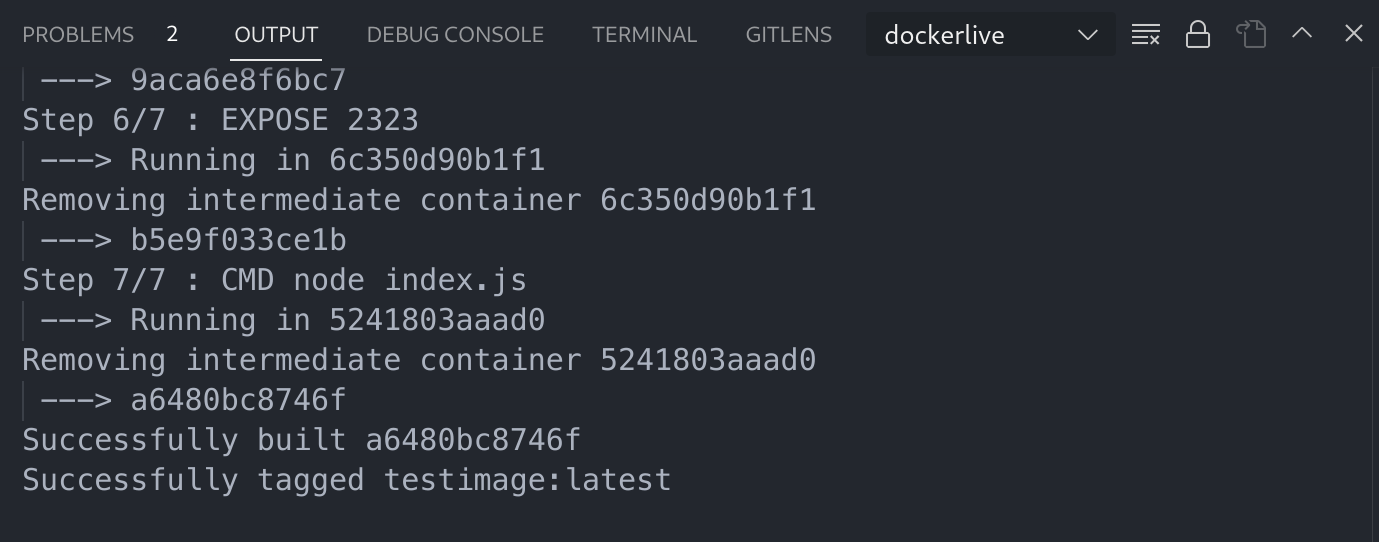 PROBLEMS 2 OUTPUT DEBUG CONSOLE TERMINAL GITLENS dockerlive
---> 9aca6e8f6bc7
Step 6/7 : EXPOSE 2323
---> Running in 6c350d90b1f1
Removing intermediate container 6c350d90b1f1
---> b5e9f033ce1b
Step 7/7 : CMD node index.js
---> Running in 5241803aaad0
Removing intermediate container 5241803aaad0
---> a6480bc8746f
Successfully built a6480bc8746f
Successfully tagged testimage:latest